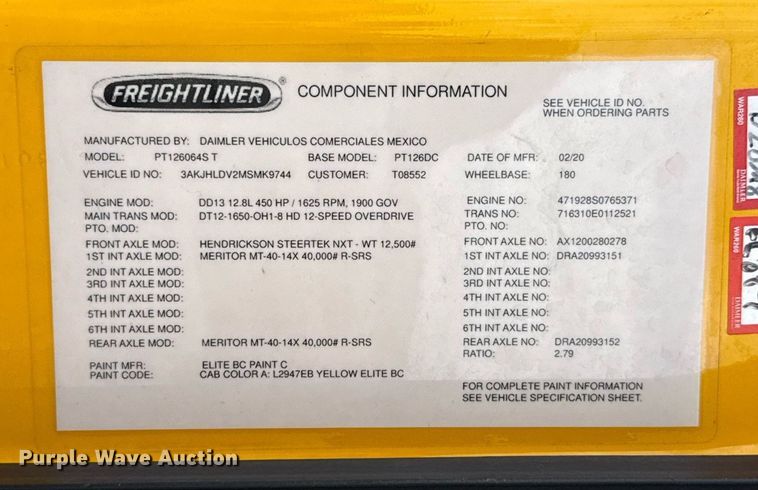 FREIGHTLINER® COMPONENT INFORMATION
SEE VEHICLE ID NO.
WHEN ORDERING PARTS
MANUFACTURED BY: DAIMLER VEHICULOS COMERCIALES MEXICO
MODEL: PT126064S T BASE MODEL: PT126DC DATE OF MFR: 02/20
VEHICLE ID NO: 3AKJHLDV2MSMK9744 CUSTOMER: T08552 WHEELBASE: 180
ENGINE MOD: DD13 12.8L 450 HP / 1625 RPM, 1900 GOV ENGINE NO: 471928S0765371
MAIN TRANS MOD: DT12-1650-OH1-8 HD 12-SPEED OVERDRIVE TRANS NO: 716310E0112521
PTO. MOD: PTO. NO:
FRONT AXLE MOD: HENDRICKSON STEERTEK NXT - WT 12,500# FRONT AXLE NO: AX1200280278
1ST INT AXLE MOD: MERITOR MT-40-14X 40,000# R-SRS 1ST INT AXLE NO: DRA20993151
2ND INT AXLE MOD: 2ND INT AXLE NO:
3RD INT AXLE MOD: 3RD INT AXLE NO:
4TH INT AXLE MOD: 4TH INT AXLE NO:
5TH INT AXLE MOD: 5TH INT AXLE NO:
6TH INT AXLE MOD: 6TH INT AXLE NO:
REAR AXLE MOD: MERITOR MT-40-14X 40,000# R-SRS REAR AXLE NO: DRA20993152
RATIO: 2.79
PAINT MFR: ELITE BC PAINT C
PAINT CODE: CAB COLOR A: L2947EB YELLOW ELITE BC
FOR COMPLETE PAINT INFORMATION
SEE VEHICLE SPECIFICATION SHEET.
WAR260
DAIMLER
WAR260
DAIMLER
Purple Wave Auction